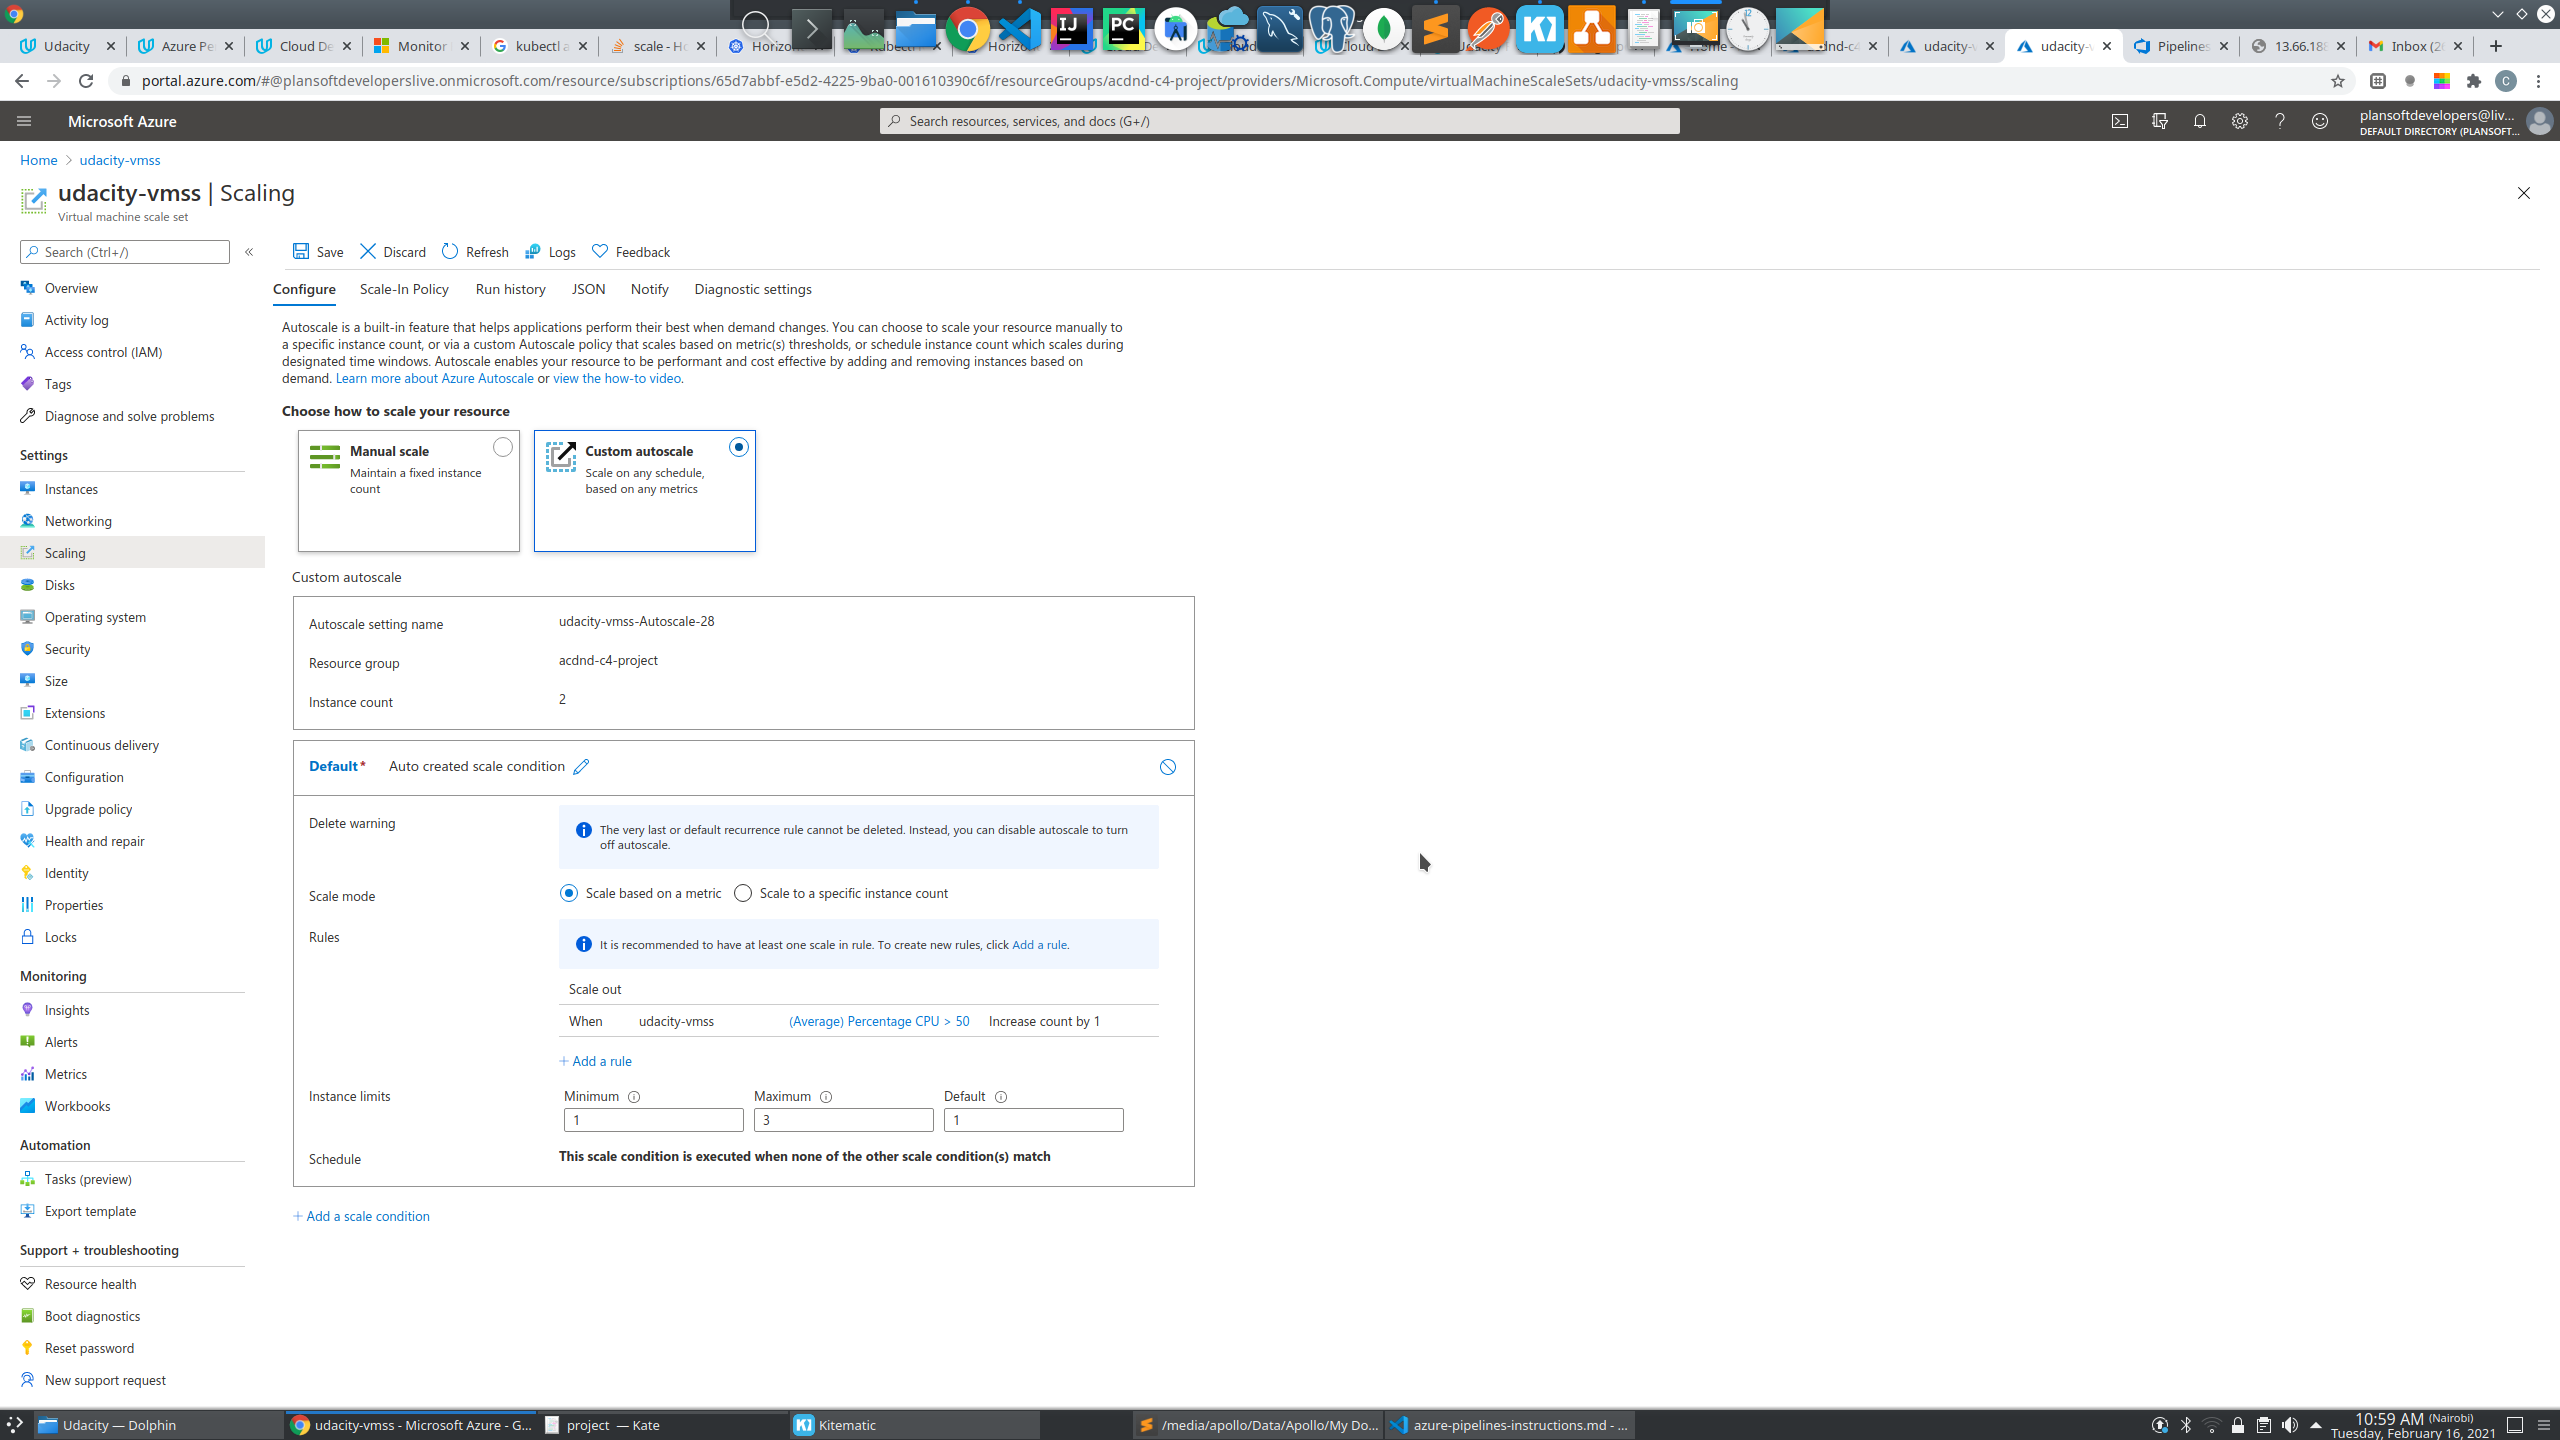 Udacity
Azure Pe
Cloud De
Monitor
kubectl a
scale - Ho
Horizon
Pipelines
13.66.188
Inbox (20
portal.azure.com/#@plansoftdeveloperslive.onmicrosoft.com/resource/subscriptions/65d7abbf-e5d2-4225-9ba0-001610390c6f/resourceGroups/acdnd-c4-project/providers/Microsoft.Compute/virtualMachineScaleSets/udacity-vmss/scaling
Microsoft Azure
Search resources, services, and docs (G+/)
plansoftdevelopers@liv...
DEFAULT DIRECTORY (PLANSOFT...
Home > udacity-vmss
udacity-vmss | Scaling
Virtual machine scale set
Search (Ctrl+/)
Overview
Activity log
Access control (IAM)
Tags
Diagnose and solve problems
Settings
Instances
Networking
Scaling
Disks
Operating system
Security
Size
Extensions
Continuous delivery
Configuration
Upgrade policy
Health and repair
Identity
Properties
Locks
Monitoring
Insights
Alerts
Metrics
Workbooks
Automation
Tasks (preview)
Export template
Support + troubleshooting
Resource health
Boot diagnostics
Reset password
New support request
Save Discard Refresh Logs Feedback
Configure Scale-In Policy Run history JSON Notify Diagnostic settings
Autoscale is a built-in feature that helps applications perform their best when demand changes. You can choose to scale your resource manually to
a specific instance count, or via a custom Autoscale policy that scales based on metric(s) thresholds, or schedule instance count which scales during
designated time windows. Autoscale enables your resource to be performant and cost effective by adding and removing instances based on
demand. Learn more about Azure Autoscale or view the how-to video.
Choose how to scale your resource
Manual scale
Maintain a fixed instance
count
Custom autoscale
Scale on any schedule,
based on any metrics
Custom autoscale
Autoscale setting name udacity-vmss-Autoscale-28
Resource group acdnd-c4-project
Instance count 2
Default* Auto created scale condition
Delete warning
The very last or default recurrence rule cannot be deleted. Instead, you can disable autoscale to turn
off autoscale.
Scale mode Scale based on a metric Scale to a specific instance count
Rules
It is recommended to have at least one scale in rule. To create new rules, click Add a rule.
Scale out
When udacity-vmss (Average) Percentage CPU > 50 Increase count by 1
+ Add a rule
Instance limits Minimum Maximum Default
1 3 1
Schedule This scale condition is executed when none of the other scale condition(s) match
+ Add a scale condition
Udacity — Dolphin
udacity-vmss - Microsoft Azure - G...
project — Kate
Kitematic
/media/apollo/Data/Apollo/My Do...
azure-pipelines-instructions.md - ...
10:59 AM (Nairobi)
Tuesday, February 16, 2021